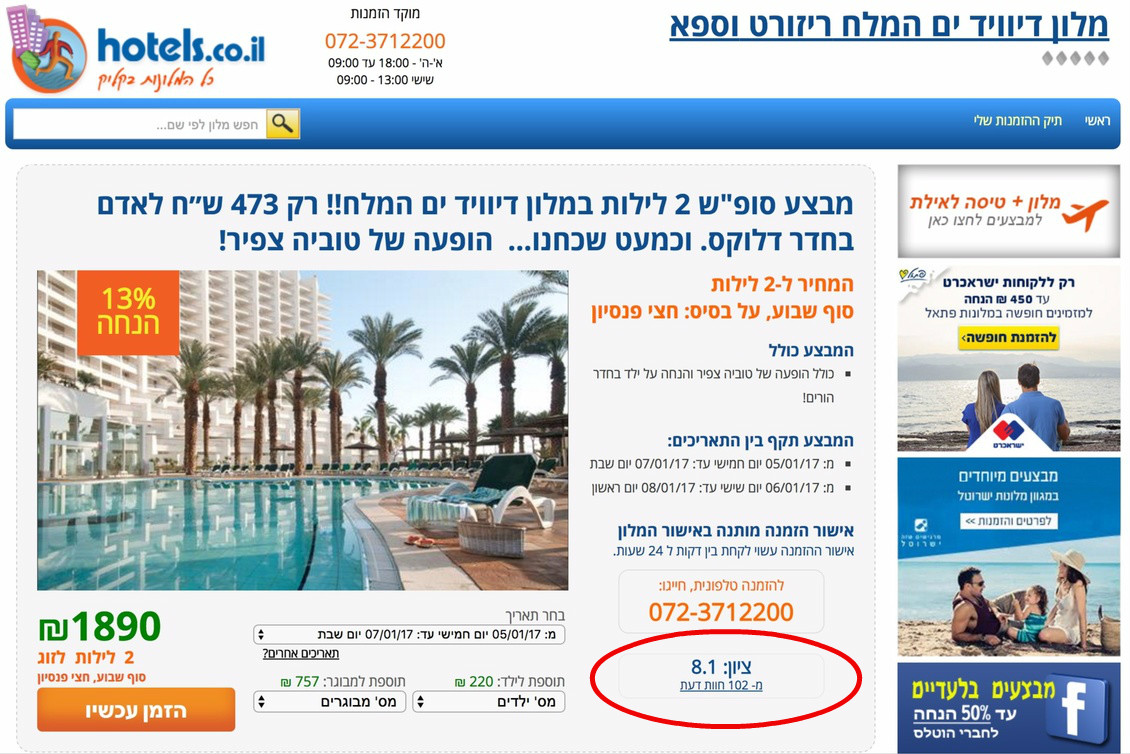 hotels.co.il
כל המלונות בקליק
מוקד הזמנות
072-3712200
א'-ה' - 18:00 עד 09:00
שישי 13:00 - 09:00
מלון דיוויד ים המלח ריזורט וספא
חפש מלון לפי שם...
ראשי
תיק ההזמנות שלי
מבצע סופ"ש 2 לילות במלון דיוויד ים המלח!! רק 473 ש״ח לאדם
בחדר דלוקס. וכמעט שכחנו... הופעה של טוביה צפיר!
13%
הנחה
המחיר ל-2 לילות
סוף שבוע, על בסיס: חצי פנסיון
המבצע כולל
כולל הופעה של טוביה צפיר והנחה על ילד בחדר
הורים!
המבצע תקף בין התאריכים:
מ: 05/01/17 יום חמישי עד: 07/01/17 יום שבת
מ: 06/01/17 יום שישי עד: 08/01/17 יום ראשון
אישור הזמנה מותנה באישור המלון
אישור ההזמנה עשוי לקחת בין דקות ל 24 שעות.
להזמנה טלפונית, חייגו:
072-3712200
ציון: 8.1
מ- 102 חוות דעת
בחר תאריך
מ: 05/01/17 יום חמישי עד: 07/01/17 יום שבת
תאריכים אחרים?
תוספת לילד: 220 ₪
מס' ילדים
תוספת למבוגר: 757 ₪
מס' מבוגרים
₪1890
2 לילות לזוג
סוף שבוע, חצי פנסיון
הזמן עכשיו
מלון + טיסה לאילת
למבצעים לחצו כאן
פתאל
רק ללקוחות ישראכרט
עד 450 ₪ הנחה
למזמינים חופשה במלונות פתאל
להזמנת חופשה›
ישראכרט
מבצעים מיוחדים
במגוון מלונות ישרוטל
לפרטים והזמנות >>
ישרוטל
מבצעים בלעדיים
עד 50% הנחה
לחברי הוטלס
f